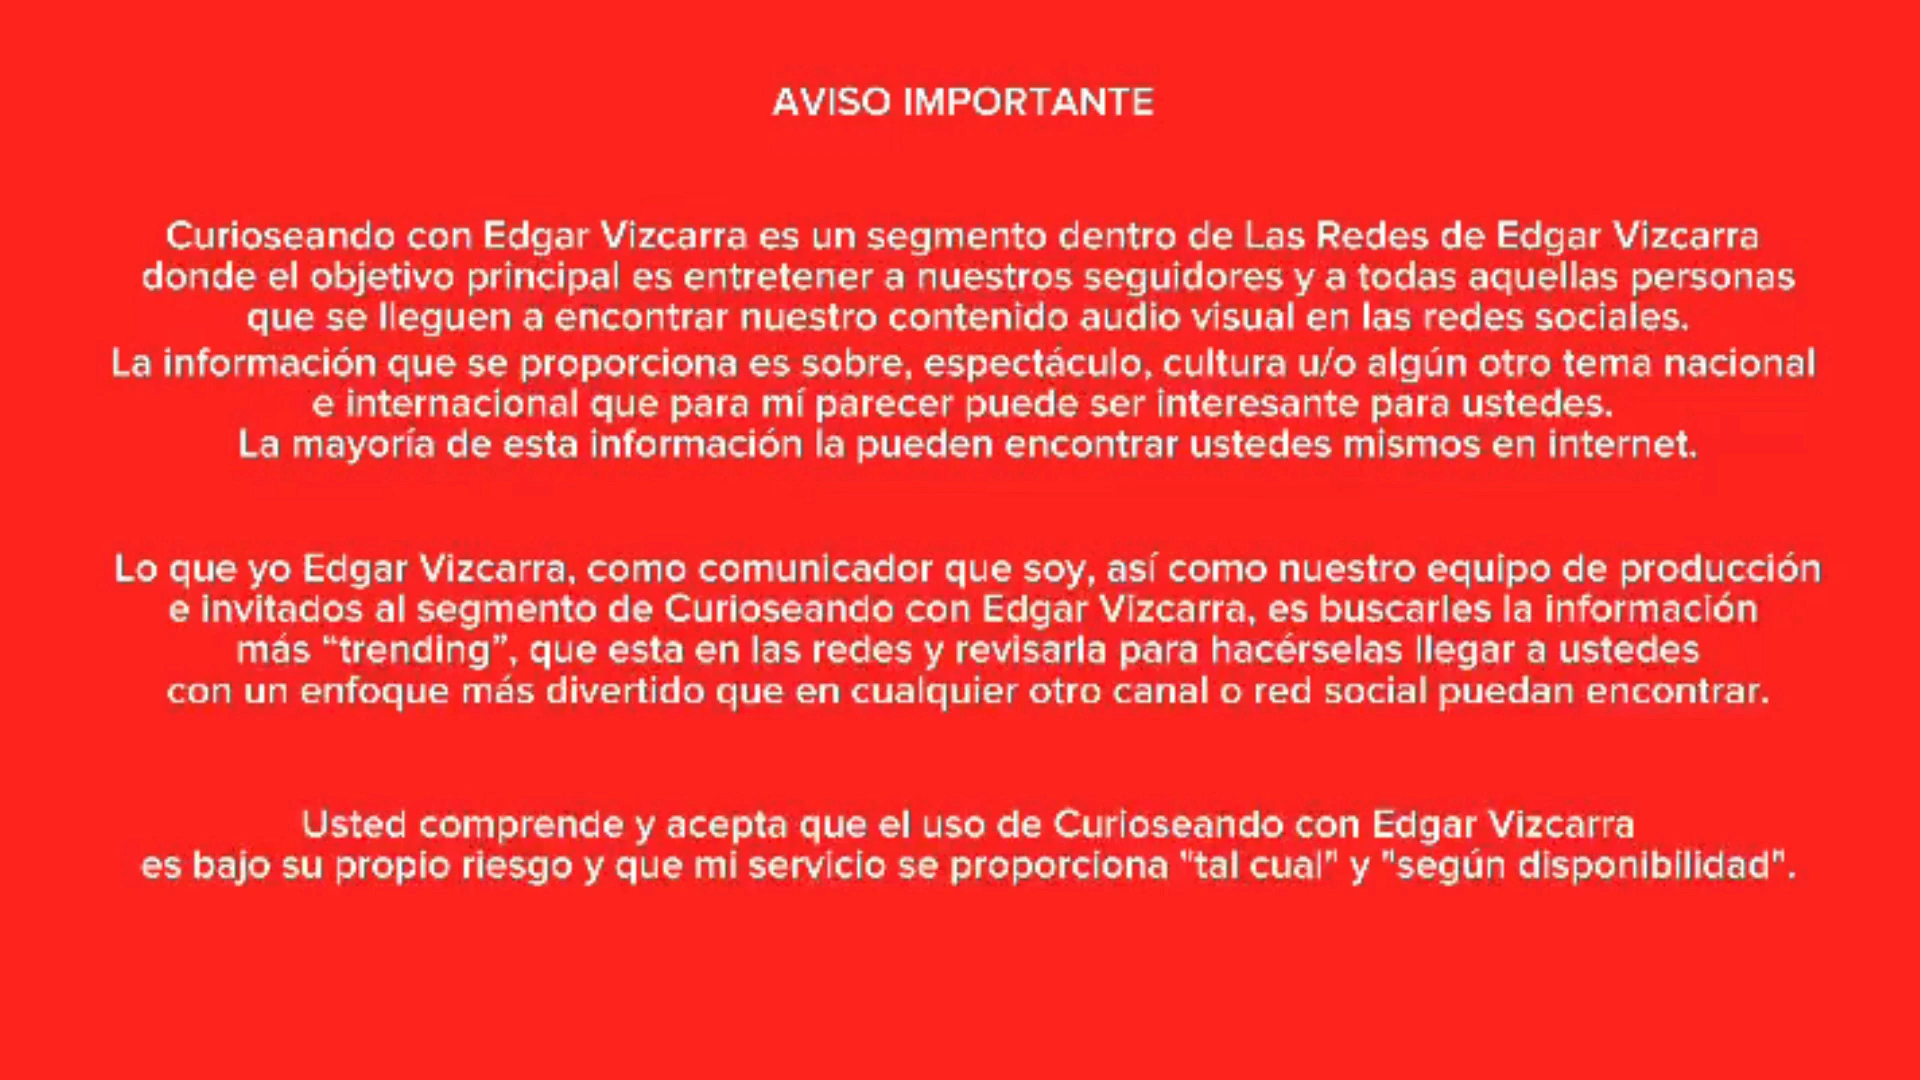 AVISO IMPORTANTE
Curioseando con Edgar Vizcarra es un segmento dentro de Las Redes de Edgar Vizcarra
donde el objetivo principal es entretener a nuestros seguidores y a todas aquellas personas
que se lleguen a encontrar nuestro contenido audio visual en las redes sociales.
La información que se proporciona es sobre, espectáculo, cultura u/o algún otro tema nacional
e internacional que para mí parecer puede ser interesante para ustedes.
La mayoría de esta información la pueden encontrar ustedes mismos en internet.
Lo que yo Edgar Vizcarra, como comunicador que soy, así como nuestro equipo de producción
e invitados al segmento de Curioseando con Edgar Vizcarra, es buscarles la información
más “trending”, que esta en las redes y revisarla para hacérselas llegar a ustedes
con un enfoque más divertido que en cualquier otro canal o red social puedan encontrar.
Usted comprende y acepta que el uso de Curioseando con Edgar Vizcarra
es bajo su propio riesgo y que mi servicio se proporciona "tal cual" y "según disponibilidad".